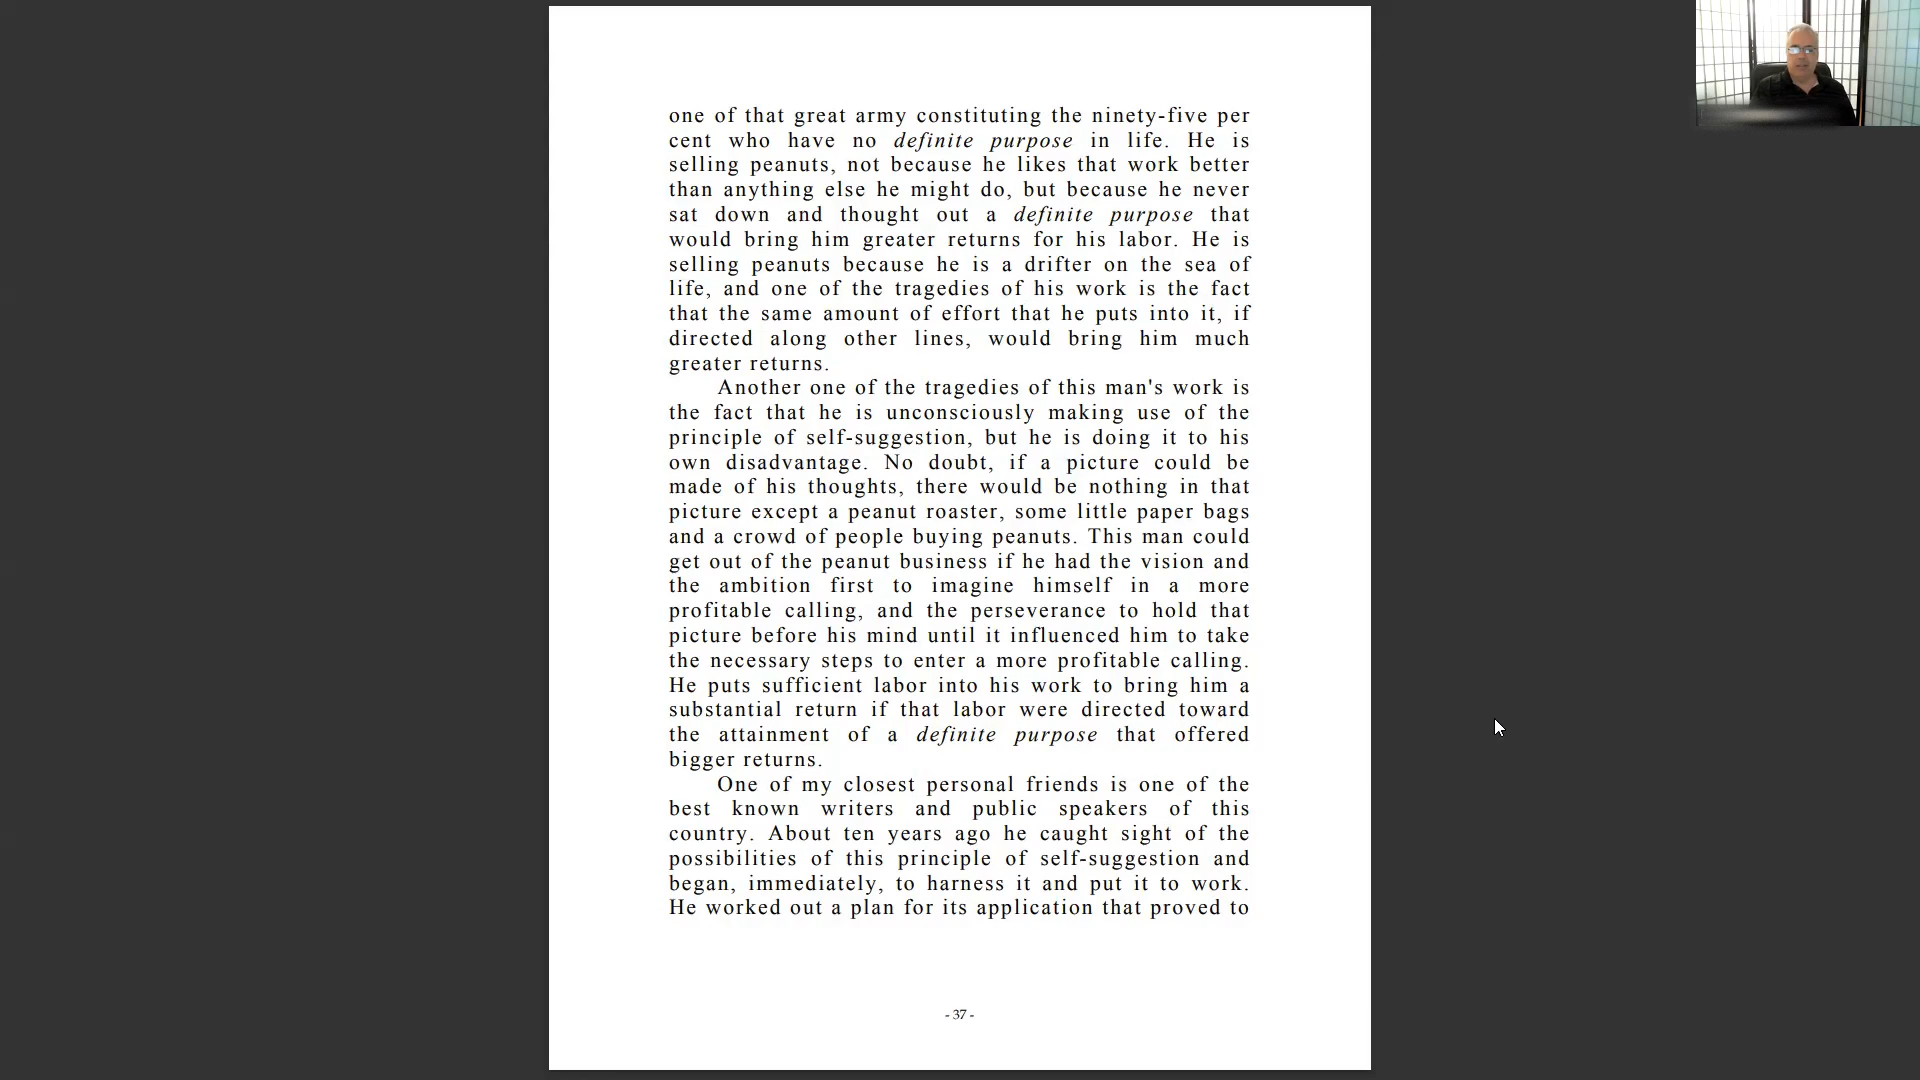 one of that great army constituting the ninety-five per
cent who have no definite purpose in life. He is
selling peanuts, not because he likes that work better
than anything else he might do, but because he never
sat down and thought out a definite purpose that
would bring him greater returns for his labor. He is
selling peanuts because he is a drifter on the sea of
life, and one of the tragedies of his work is the fact
that the same amount of effort that he puts into it, if
directed along other lines, would bring him much
greater returns.
Another one of the tragedies of this man's work is
the fact that he is unconsciously making use of the
principle of self-suggestion, but he is doing it to his
own disadvantage. No doubt, if a picture could be
made of his thoughts, there would be nothing in that
picture except a peanut roaster, some little paper bags
and a crowd of people buying peanuts. This man could
get out of the peanut business if he had the vision and
the ambition first to imagine himself in a more
profitable calling, and the perseverance to hold that
picture before his mind until it influenced him to take
the necessary steps to enter a more profitable calling.
He puts sufficient labor into his work to bring him a
substantial return if that labor were directed toward
the attainment of a definite purpose that offered
bigger returns.
One of my closest personal friends is one of the
best known writers and public speakers of this
country. About ten years ago he caught sight of the
possibilities of this principle of self-suggestion and
began, immediately, to harness it and put it to work.
He worked out a plan for its application that proved to
- 37 -